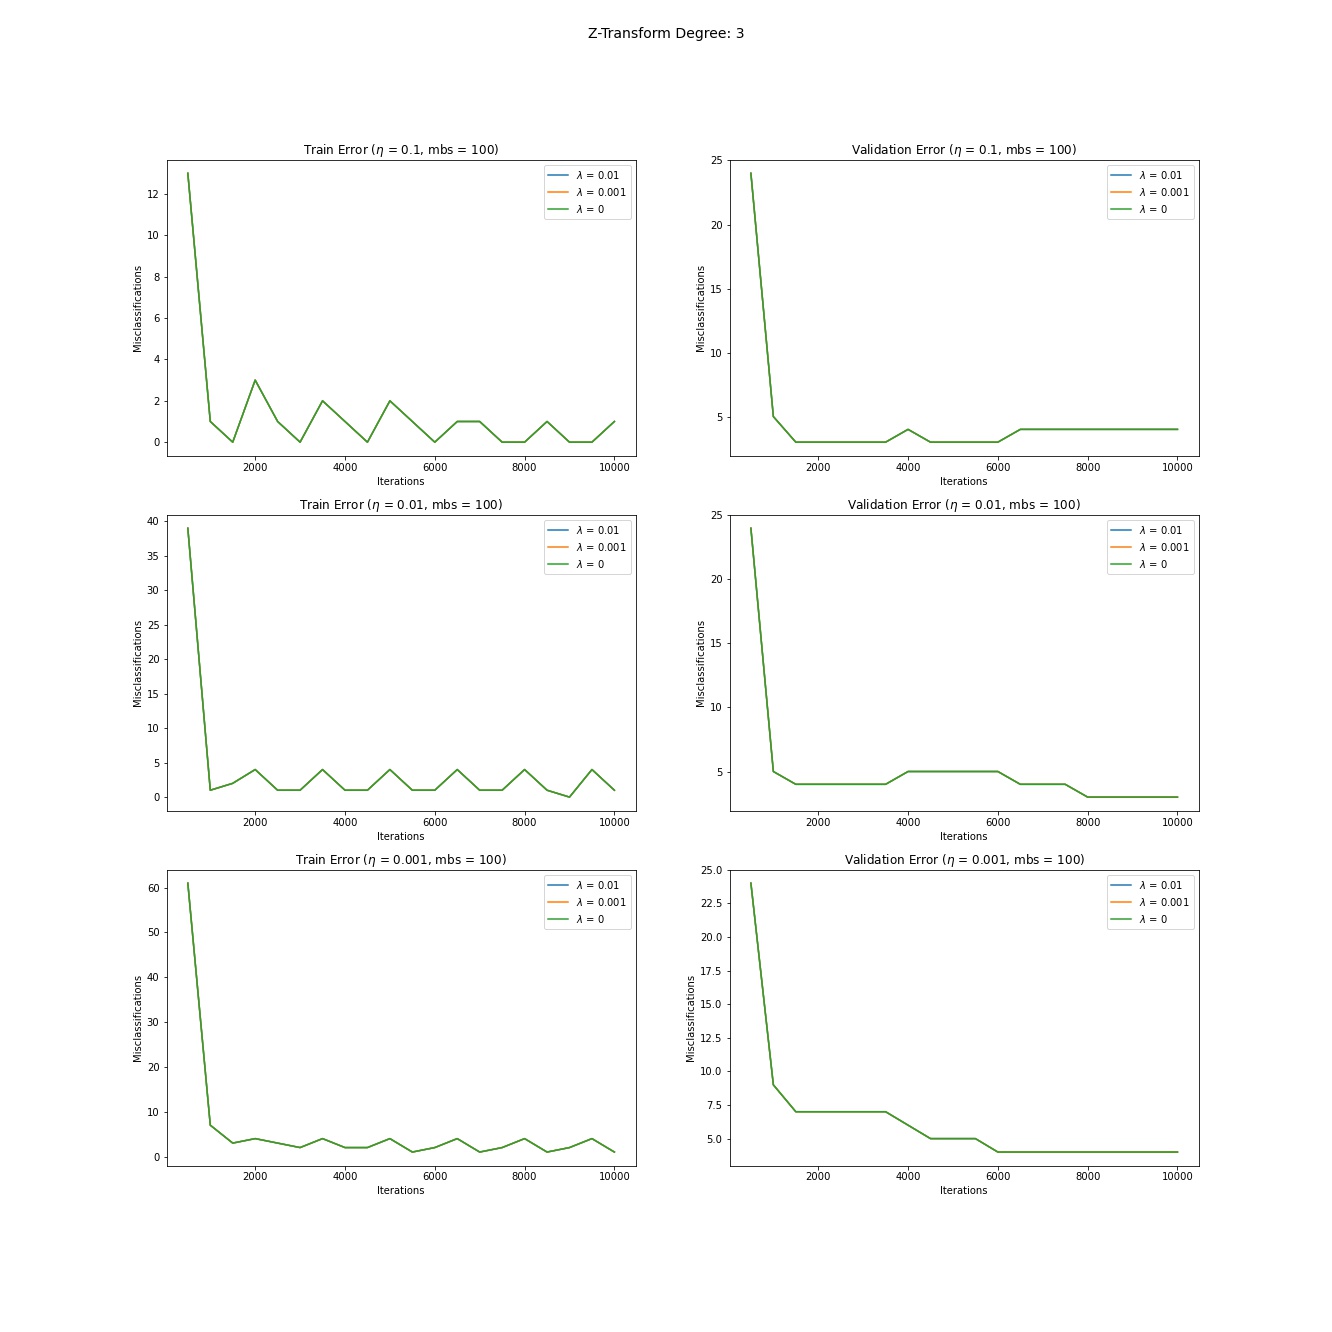 Z-Transform Degree: 3
Train Error (η = 0.1, mbs = 100)
Misclassifications
12
10
8
6
4
2
0
λ = 0.01
λ = 0.001
λ = 0
2000 4000 6000 8000 10000
Iterations
Validation Error (η = 0.1, mbs = 100)
Misclassifications
25
20
15
10
5
λ = 0.01
λ = 0.001
λ = 0
2000 4000 6000 8000 10000
Iterations
Train Error (η = 0.01, mbs = 100)
Misclassifications
40
35
30
25
20
15
10
5
0
λ = 0.01
λ = 0.001
λ = 0
2000 4000 6000 8000 10000
Iterations
Validation Error (η = 0.01, mbs = 100)
Misclassifications
25
20
15
10
5
λ = 0.01
λ = 0.001
λ = 0
2000 4000 6000 8000 10000
Iterations
Train Error (η = 0.001, mbs = 100)
Misclassifications
60
50
40
30
20
10
0
λ = 0.01
λ = 0.001
λ = 0
2000 4000 6000 8000 10000
Iterations
Validation Error (η = 0.001, mbs = 100)
Misclassifications
25.0
22.5
20.0
17.5
15.0
12.5
10.0
7.5
5.0
λ = 0.01
λ = 0.001
λ = 0
2000 4000 6000 8000 10000
Iterations